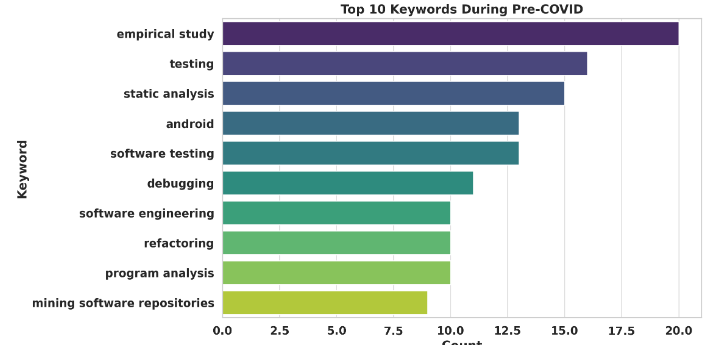 Top 10 Keywords During Pre-COVID
empirical study
testing
static analysis
android
software testing
debugging
software engineering
refactoring
program analysis
mining software repositories
Keyword
0.0 2.5 5.0 7.5 10.0 12.5 15.0 17.5 20.0
Count